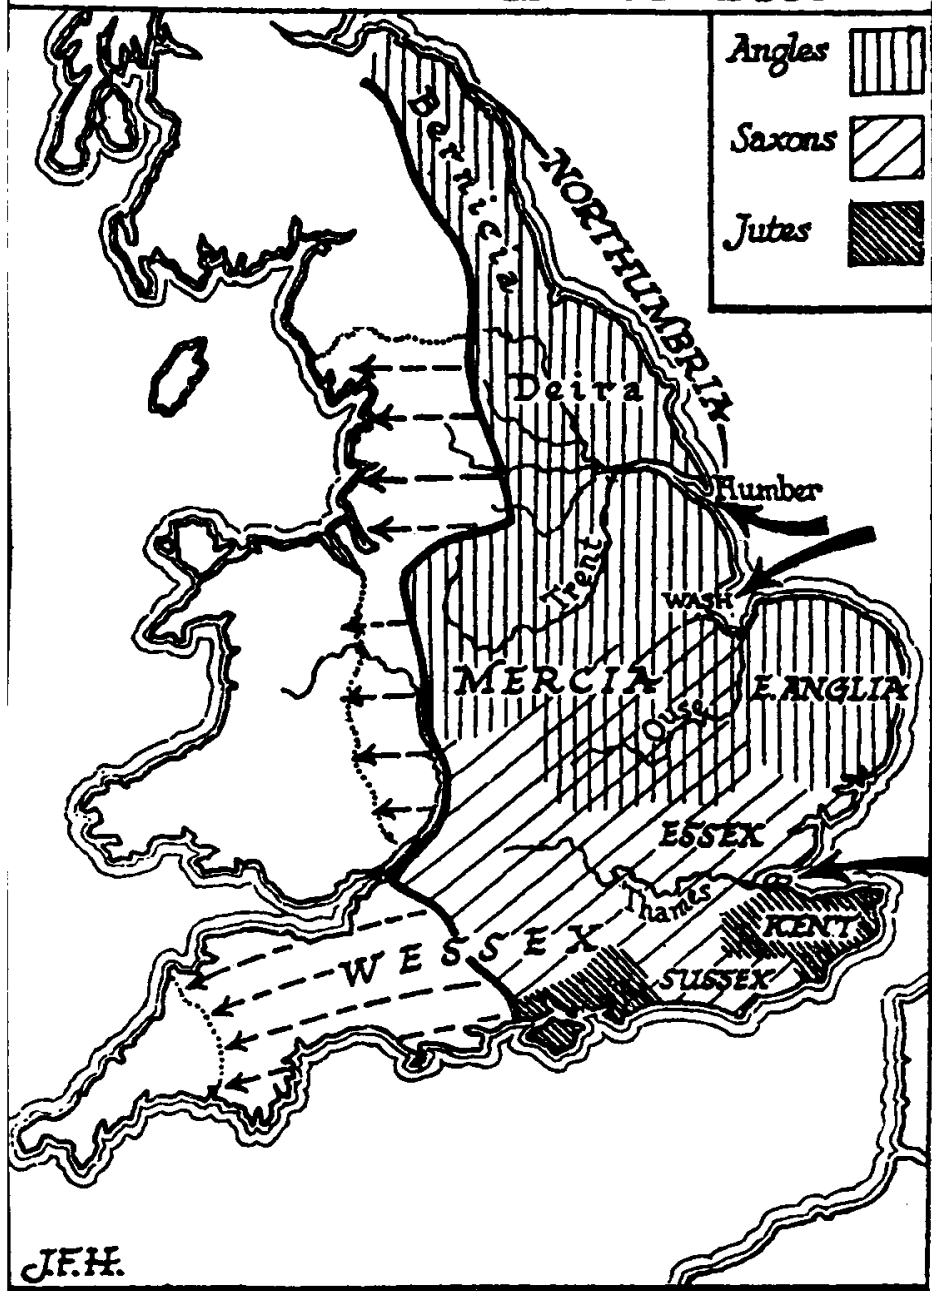 Angles
Saxons
Jutes
Bernicia
NORTHUMBRIA
Deira
Humber
Trent
WASH
MERCIA
E. ANGLIA
Ouse
ESSEX
Thames
KENT
WESSEX
SUSSEX
J.F.H.